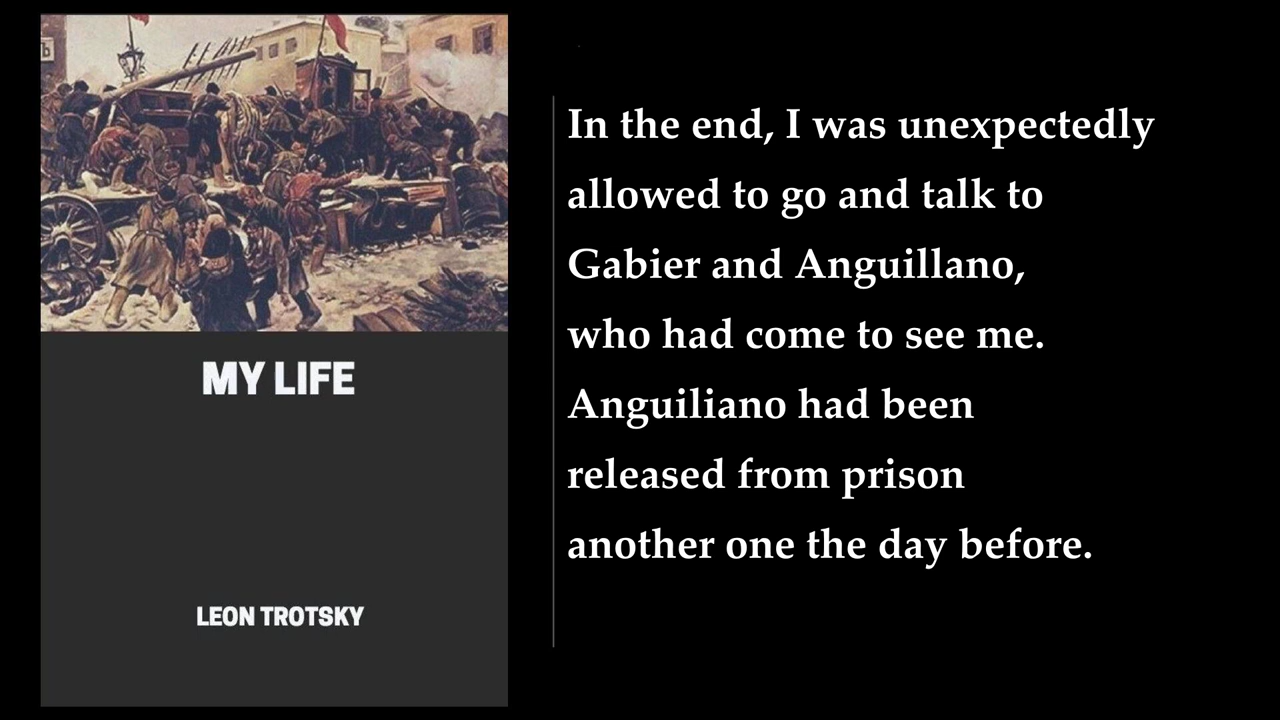 MY LIFE
LEON TROTSKY
In the end, I was unexpectedly
allowed to go and talk to
Gabier and Anguillano,
who had come to see me.
Anguiliano had been
released from prison
another one the day before.